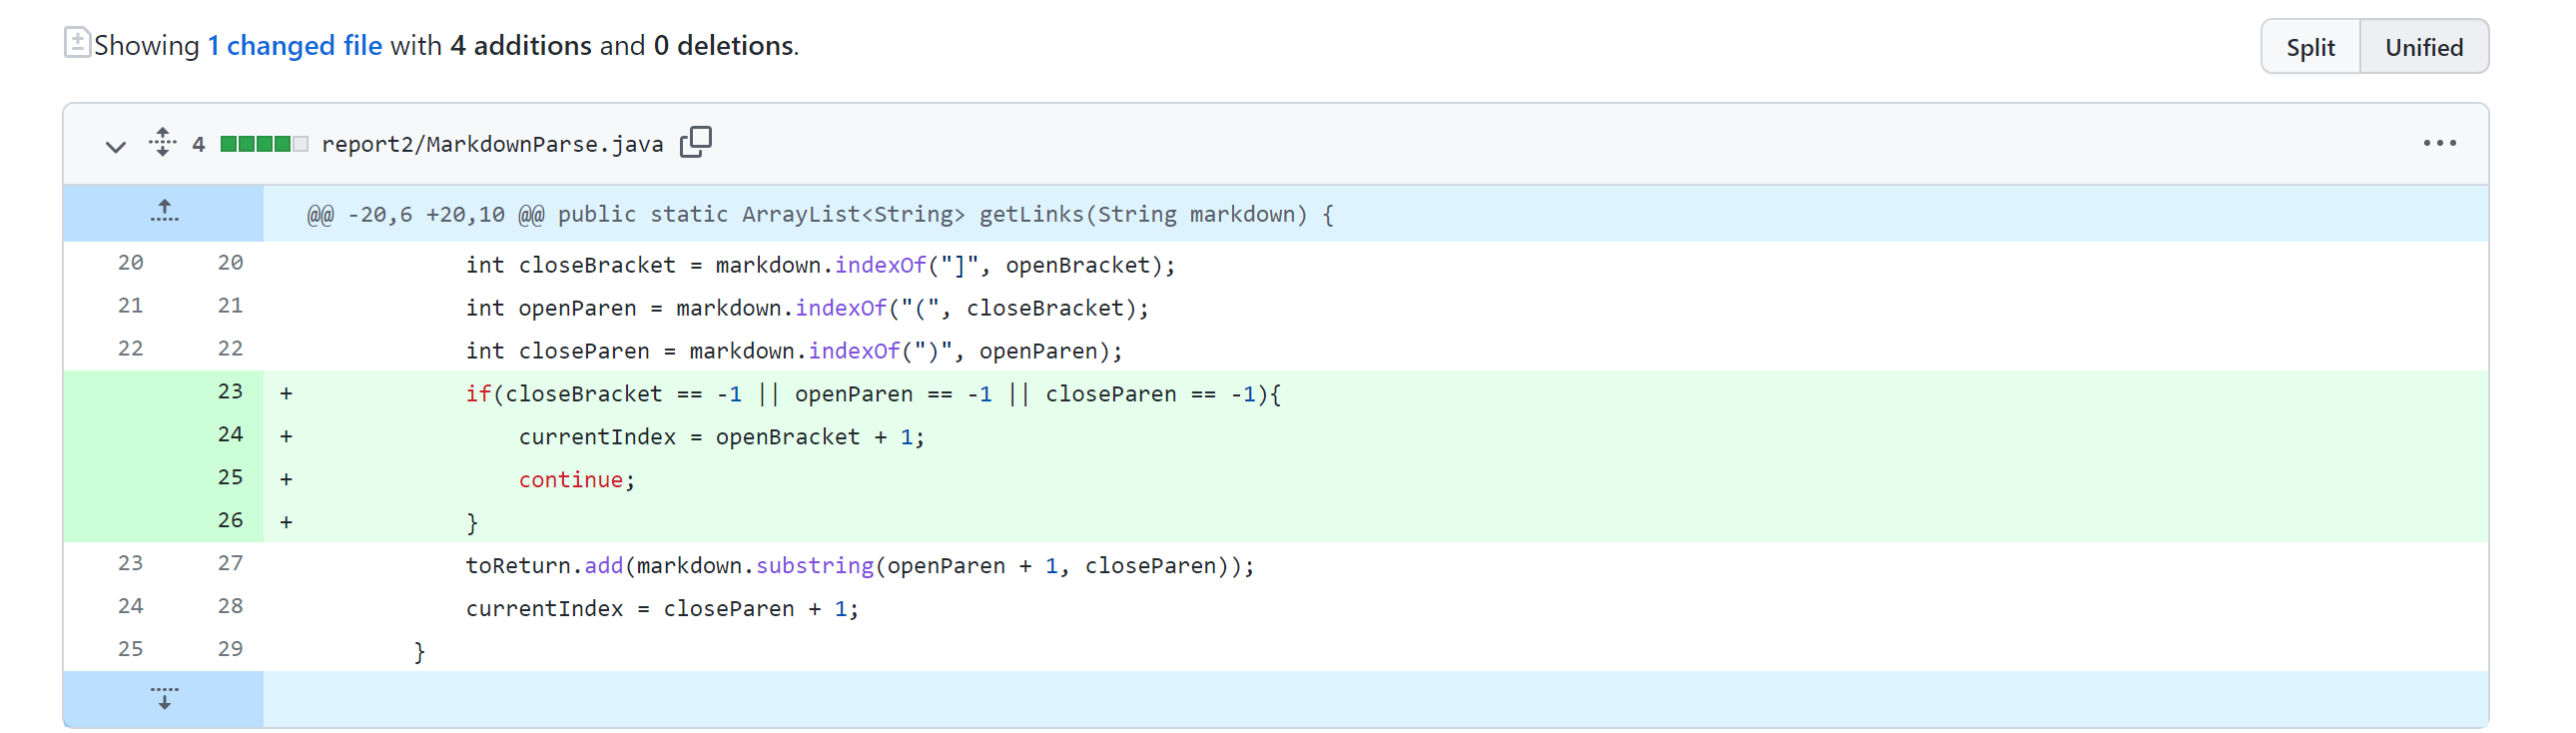 Showing 1 changed file with 4 additions and 0 deletions.
Split Unified
4 report2/MarkdownParse.java
@@ -20,6 +20,10 @@ public static ArrayList<String> getLinks(String markdown) {
20 20 int closeBracket = markdown.indexOf("]", openBracket);
21 21 int openParen = markdown.indexOf("(", closeBracket);
22 22 int closeParen = markdown.indexOf(")", openParen);
23 + if(closeBracket == -1 || openParen == -1 || closeParen == -1){
24 + currentIndex = openBracket + 1;
25 + continue;
26 + }
23 27 toReturn.add(markdown.substring(openParen + 1, closeParen));
24 28 currentIndex = closeParen + 1;
25 29 }